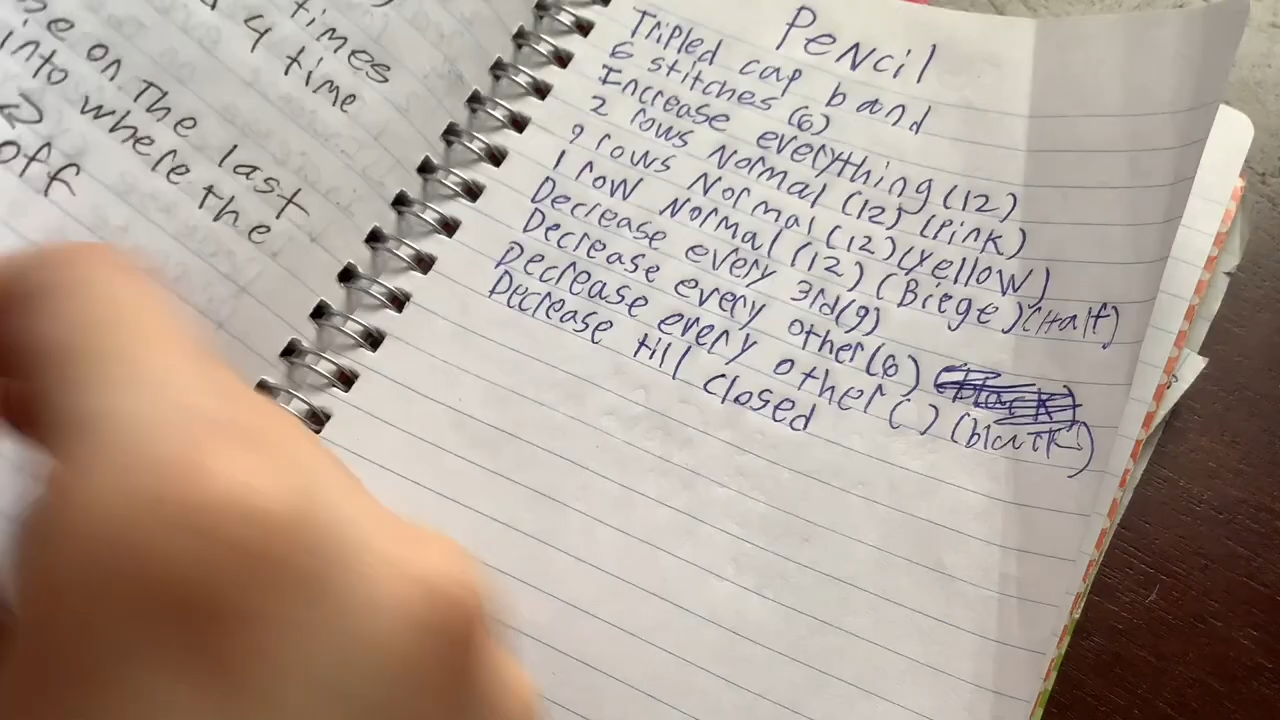 times
4 time
on The last
into where the
2
off
Pencil
Tripled cap band
6 stitches (6)
Increase everything (12)
2 rows Normal (12) (Pink)
9 rows Normal (12) (Yellow)
1 row Normal (12) (Biege) (Half)
Decrease every 3rd (9)
Decrease every other (6)
Decrease every other ( ) (black)
Decrease till closed